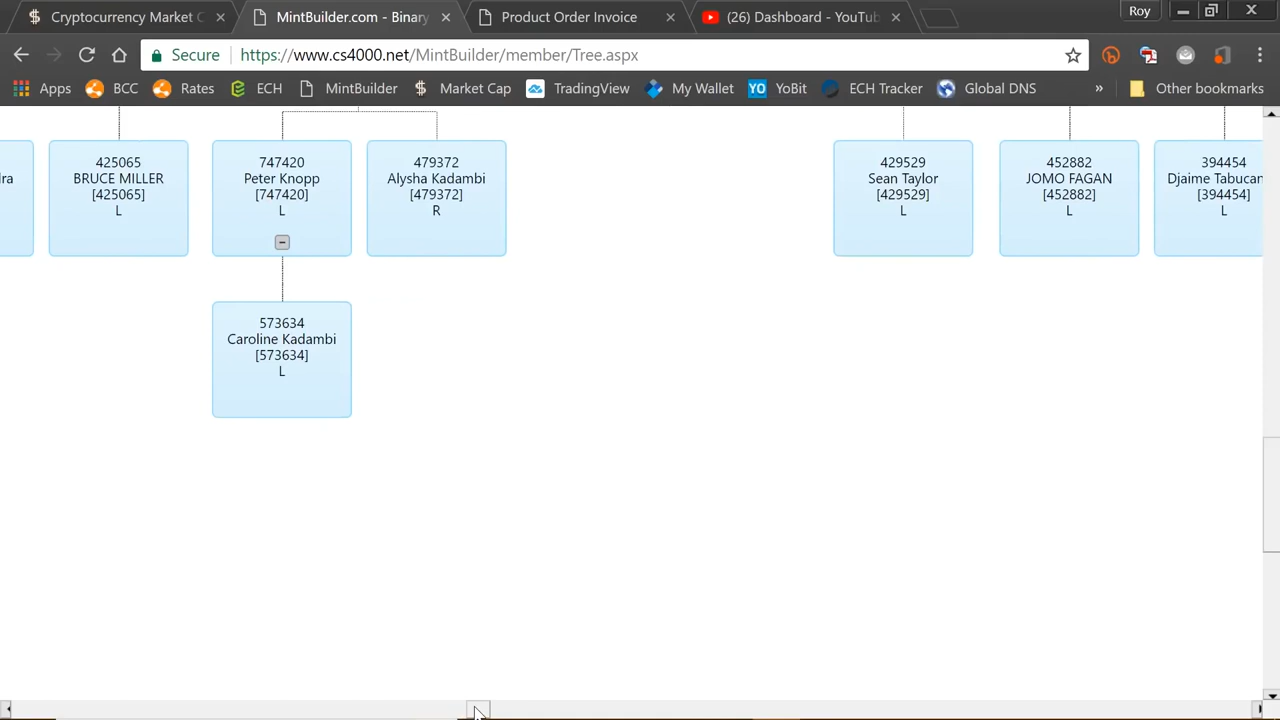 Cryptocurrency Market C
MintBuilder.com - Binary
Product Order Invoice
(26) Dashboard - YouTub
Roy
Secure
https://www.cs4000.net/MintBuilder/member/Tree.aspx
Apps
BCC
Rates
ECH
MintBuilder
$ Market Cap
TradingView
My Wallet
YO YoBit
ECH Tracker
Global DNS
»
Other bookmarks
ra
425065
BRUCE MILLER
[425065]
L
747420
Peter Knopp
[747420]
L
479372
Alysha Kadambi
[479372]
R
429529
Sean Taylor
[429529]
L
452882
JOMO FAGAN
[452882]
L
394454
Djaime Tabucan
[394454]
L
573634
Caroline Kadambi
[573634]
L